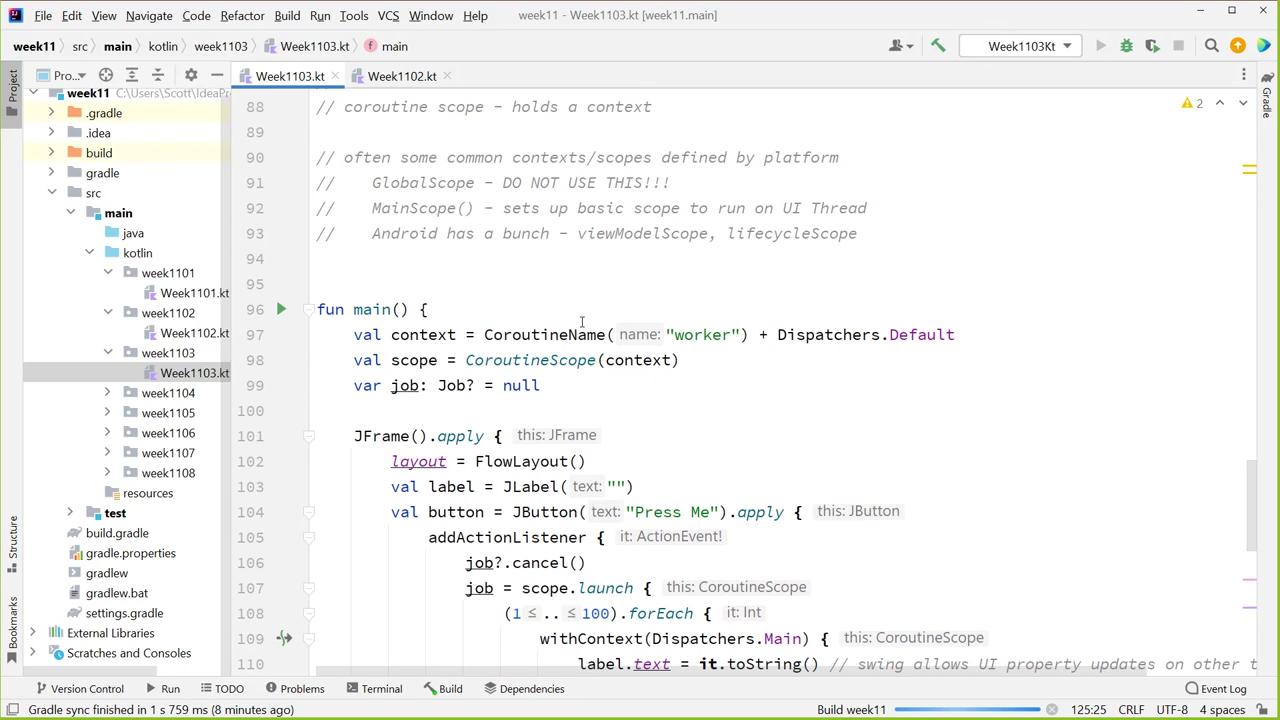 File Edit View Navigate Code Refactor Build Run Tools VCS Window Help week11 - Week1103.kt [week11.main]
week11 src main kotlin week1103 Week1103.kt main Week1103Kt
Project Pro... Week1103.kt Week1102.kt
week11 C:\Users\Scott\IdeaPro
.gradle
.idea
build
gradle
src
main
java
kotlin
week1101
Week1101.kt
week1102
Week1102.kt
week1103
Week1103.kt
week1104
week1105
week1106
week1107
week1108
resources
test
build.gradle
gradle.properties
gradlew
gradlew.bat
settings.gradle
External Libraries
Scratches and Consoles
Structure
Bookmarks
88 // coroutine scope - holds a context
89
90 // often some common contexts/scopes defined by platform
91 // GlobalScope - DO NOT USE THIS!!!
92 // MainScope() - sets up basic scope to run on UI Thread
93 // Android has a bunch - viewModelScope, lifecycleScope
94
95
96 fun main() {
97 val context = CoroutineName( name: "worker") + Dispatchers.Default
98 val scope = CoroutineScope(context)
99 var job: Job? = null
100
101 JFrame().apply { this: JFrame
102 layout = FlowLayout()
103 val label = JLabel( text: "")
104 val button = JButton( text: "Press Me").apply { this: JButton
105 addActionListener { it: ActionEvent!
106 job?.cancel()
107 job = scope.launch { this: CoroutineScope
108 (1 ≤ .. ≤ 100).forEach { it: Int
109 withContext(Dispatchers.Main) { this: CoroutineScope
110 label.text = it.toString() // swing allows UI property updates on other t
2
Gradle
Version Control Run TODO Problems Terminal Build Dependencies Event Log
Gradle sync finished in 1 s 759 ms (8 minutes ago) Build week11 125:25 CRLF UTF-8 4 spaces